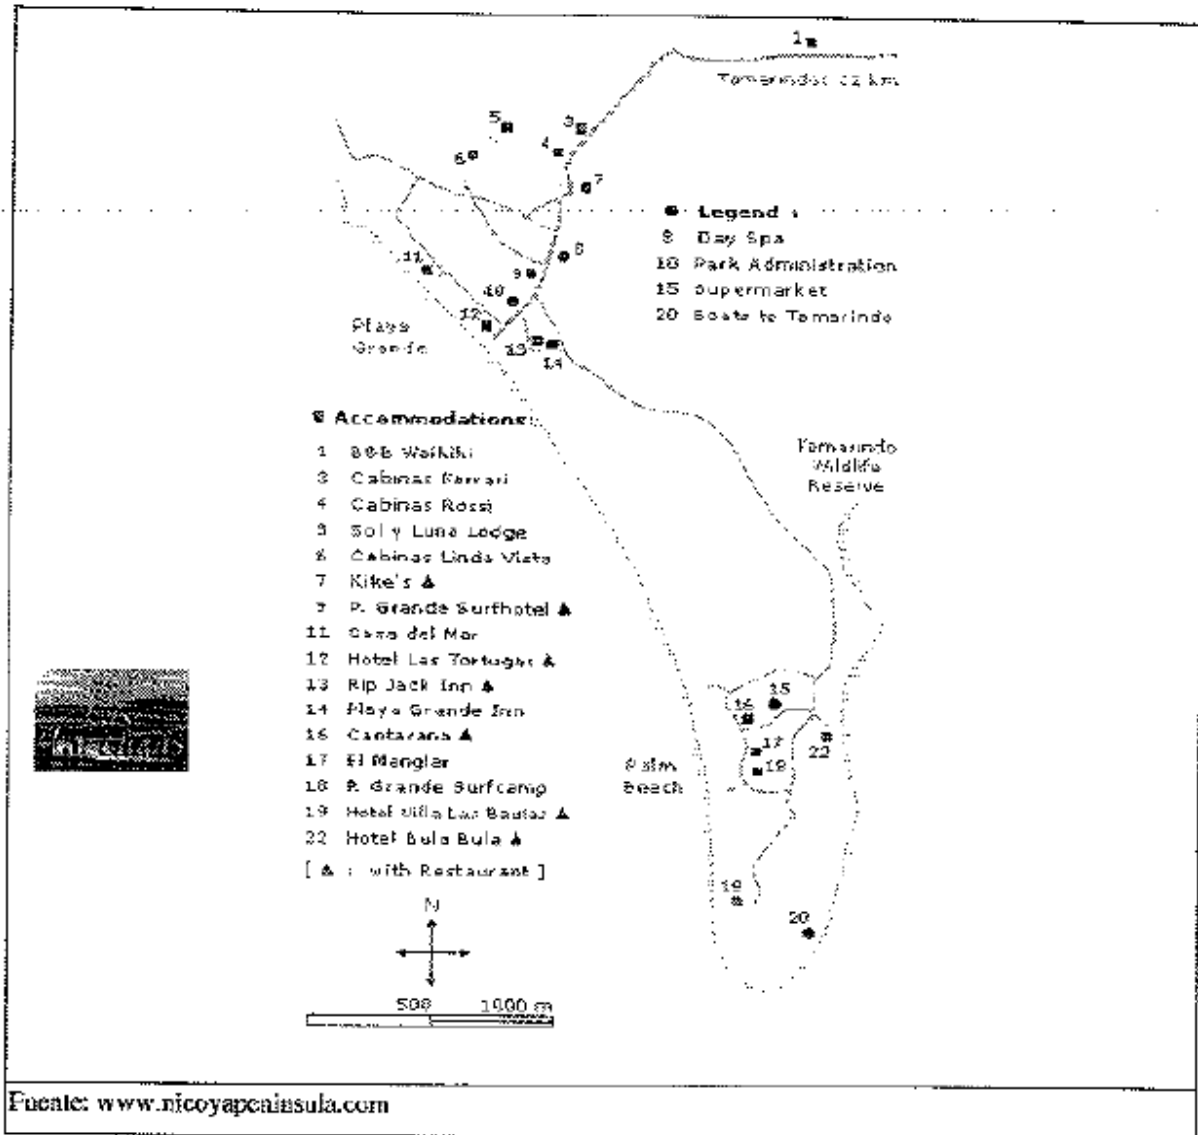 1
Tamarindo: 12 km
5
3
4
6
7
Legend :
8 Day Spa
10 Park Administration
15 Supermarket
20 Boats to Tamarindo
8
11
9
10
12
Playa
Grande
13
14
Accommodations:
1 B&B Waikiki
3 Cabinas Ferrari
4 Cabinas Rossi
5 Sol y Luna Lodge
6 Cabinas Linda Vista
7 Kike's ▲
9 P. Grande Surfhotel ▲
11 Casa del Mar
12 Hotel Las Tortugas ▲
13 Rip Jack Inn ▲
14 Playa Grande Inn
16 Cantarana ▲
17 El Manglar
18 P. Grande Surfcamp
19 Hotel Villa Las Baulas ▲
22 Hotel Bula Bula ▲
[ ▲ : with Restaurant ]
Tamarindo
Wildlife
Reserve
15
16
17
18
22
Palm
Beach
19
20
N
500 1000 m
Fuente: www.nicoyapeninsula.com